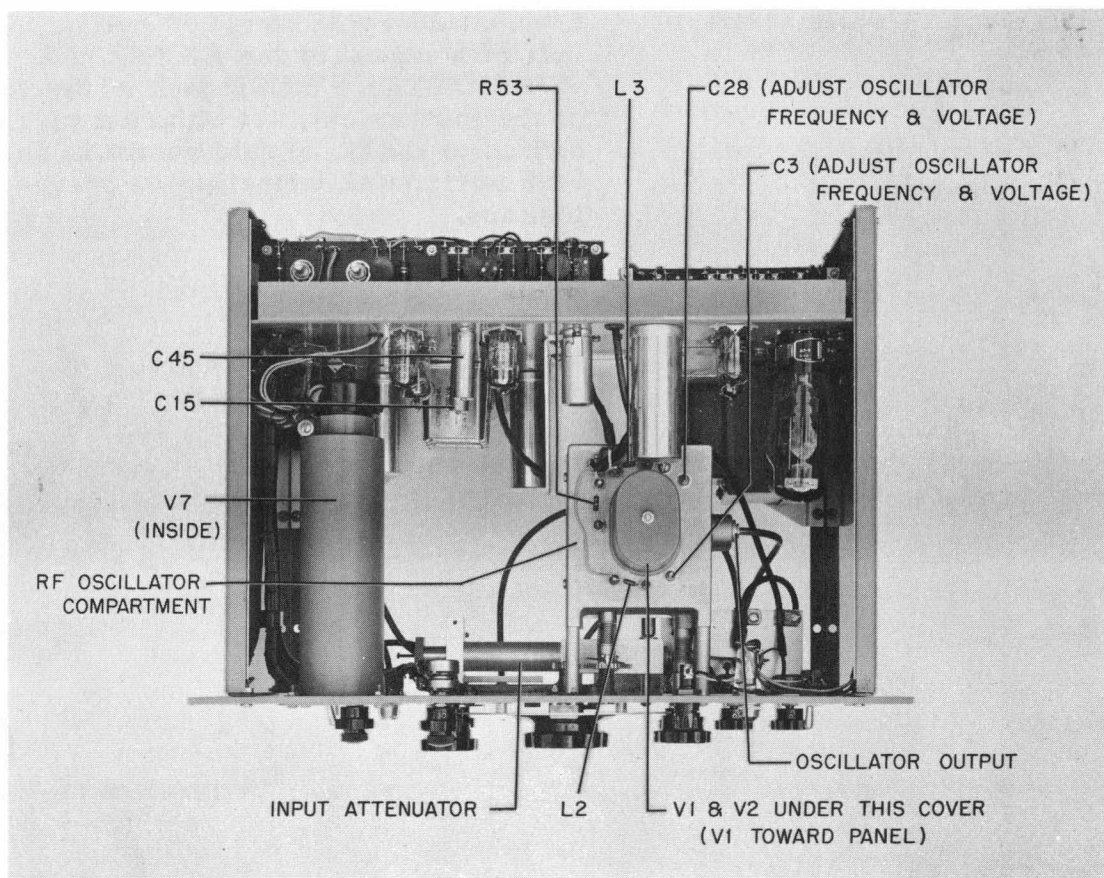 R53
L3
C28 (ADJUST OSCILLATOR
FREQUENCY & VOLTAGE)
C3 (ADJUST OSCILLATOR
FREQUENCY & VOLTAGE)
C45
C15
V7
(INSIDE)
RF OSCILLATOR
COMPARTMENT
OSCILLATOR OUTPUT
INPUT ATTENUATOR
L2
V1 & V2 UNDER THIS COVER
(V1 TOWARD PANEL)